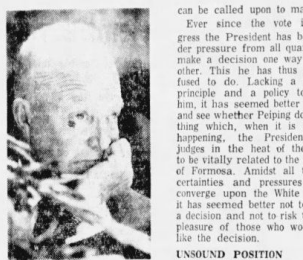 can be called upon to ma
Ever since the vote i
gress the President has b
der pressure from all qua
make a decision one way
other. This he has thus
fused to do. Lacking a
principle and a policy t
him, it has seemed better
and see whether Peiping do
thing which, when it is
happening, the Presiden
judges in the heat of the
to be vitally related to the
of Formosa. Amidst all
certainties and pressures
converge upon the White
it has seemed better not to
a decision and not to risk t
pleasure of those who wo
like the decision.
UNSOUND POSITION